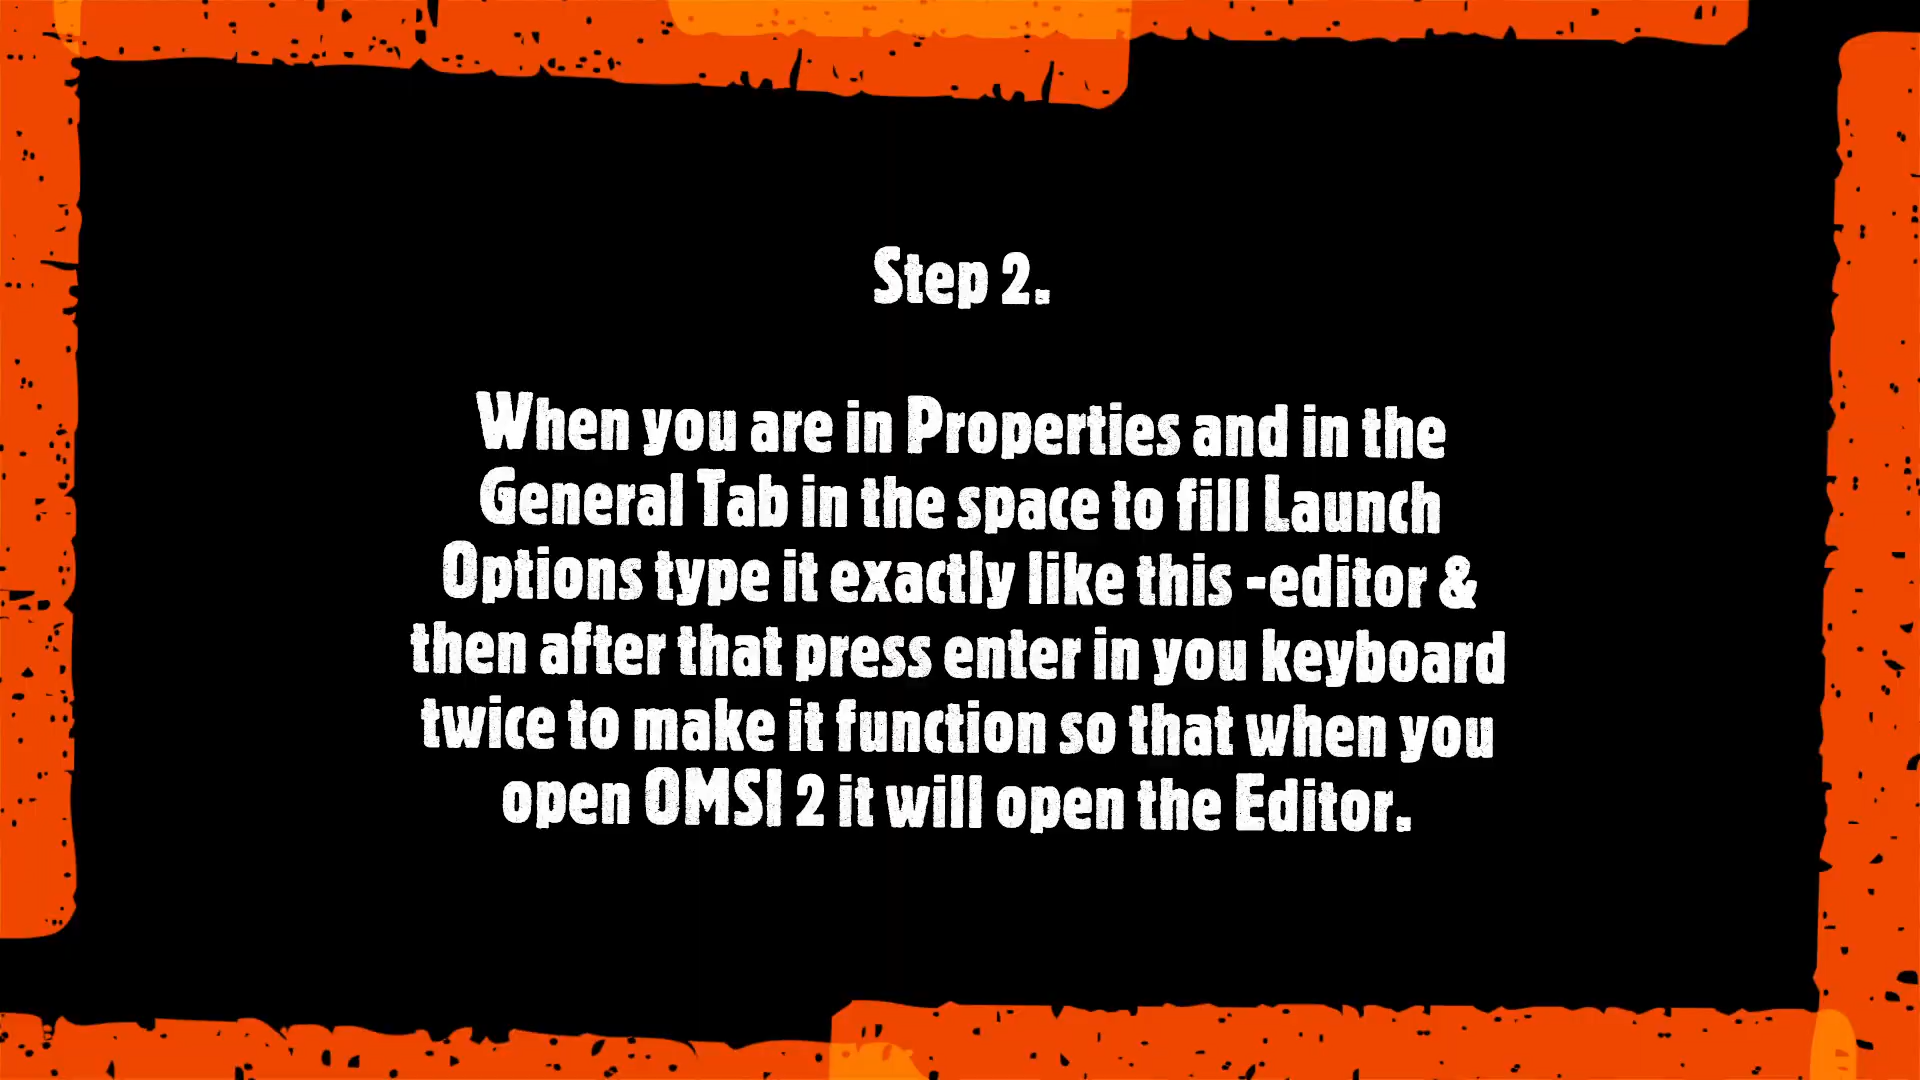 Step 2.
When you are in Properties and in the
General Tab in the space to fill Launch
Options type it exactly like this -editor &
then after that press enter in you keyboard
twice to make it function so that when you
open OMSI 2 it will open the Editor.